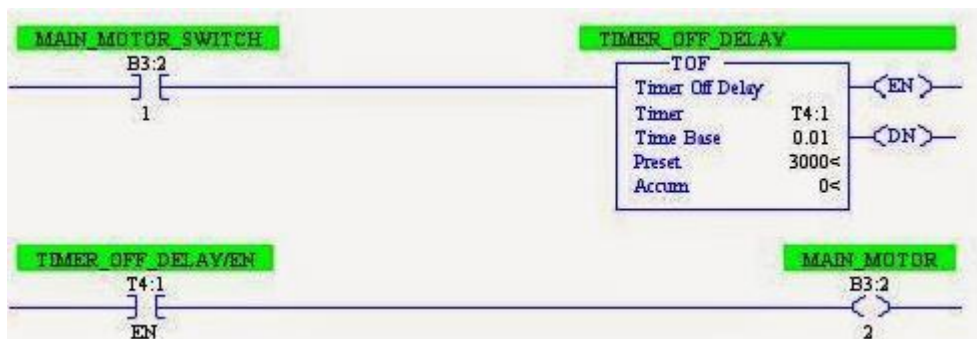 MAIN_MOTOR_SWITCH
B3:2
1
TIMER_OFF_DELAY
TOF
Timer Off Delay
Timer T4:1
Time Base 0.01
Preset 3000<
Accum 0<
EN
DN
TIMER_OFF_DELAY/EN
T4:1
EN
MAIN_MOTOR
B3:2
2